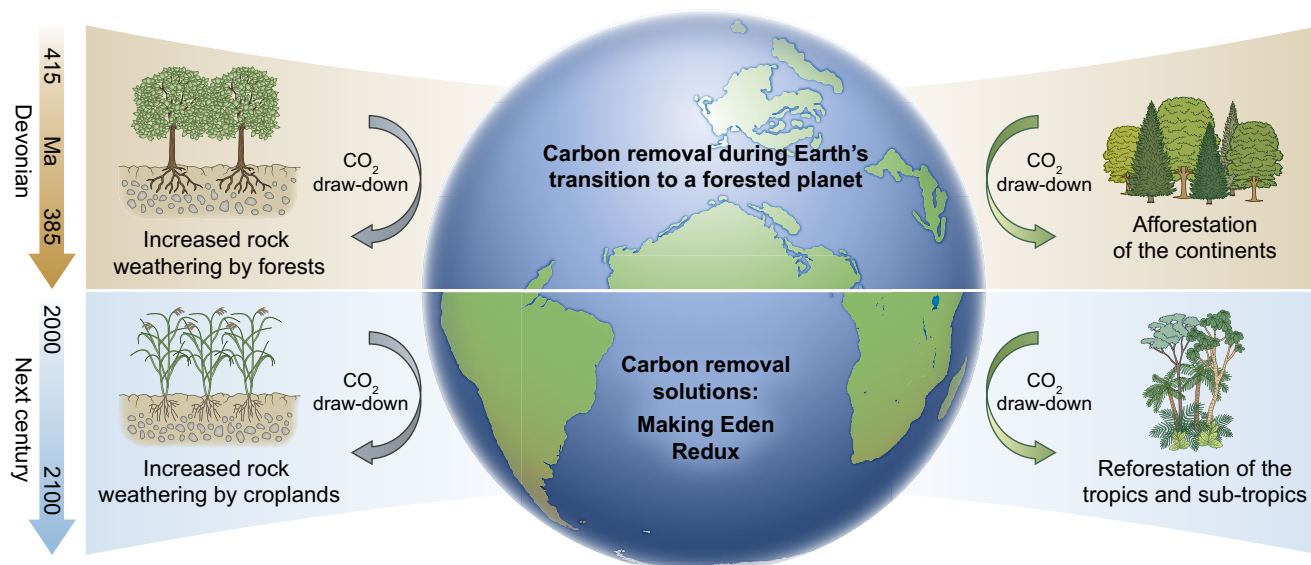 415
Ma
385
Devonian
CO2
draw-down
Increased rock
weathering by forests
Carbon removal during Earth’s
transition to a forested planet
CO2
draw-down
Afforestation
of the continents
2000
2100
Next century
CO2
draw-down
Increased rock
weathering by croplands
Carbon removal
solutions:
Making Eden
Redux
CO2
draw-down
Reforestation of the
tropics and sub-tropics